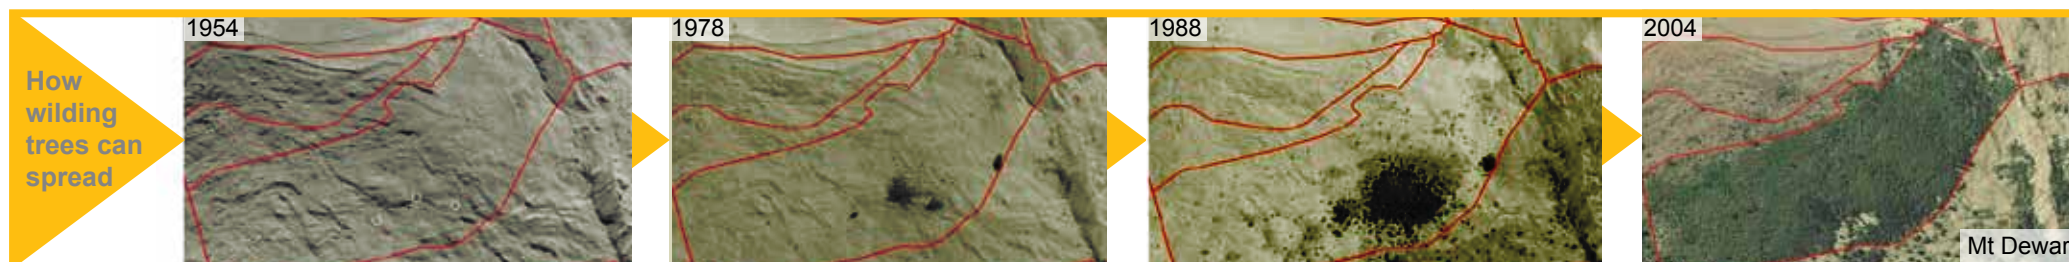 How
wilding
trees can
spread
1954
1978
1988
2004
Mt Dewar